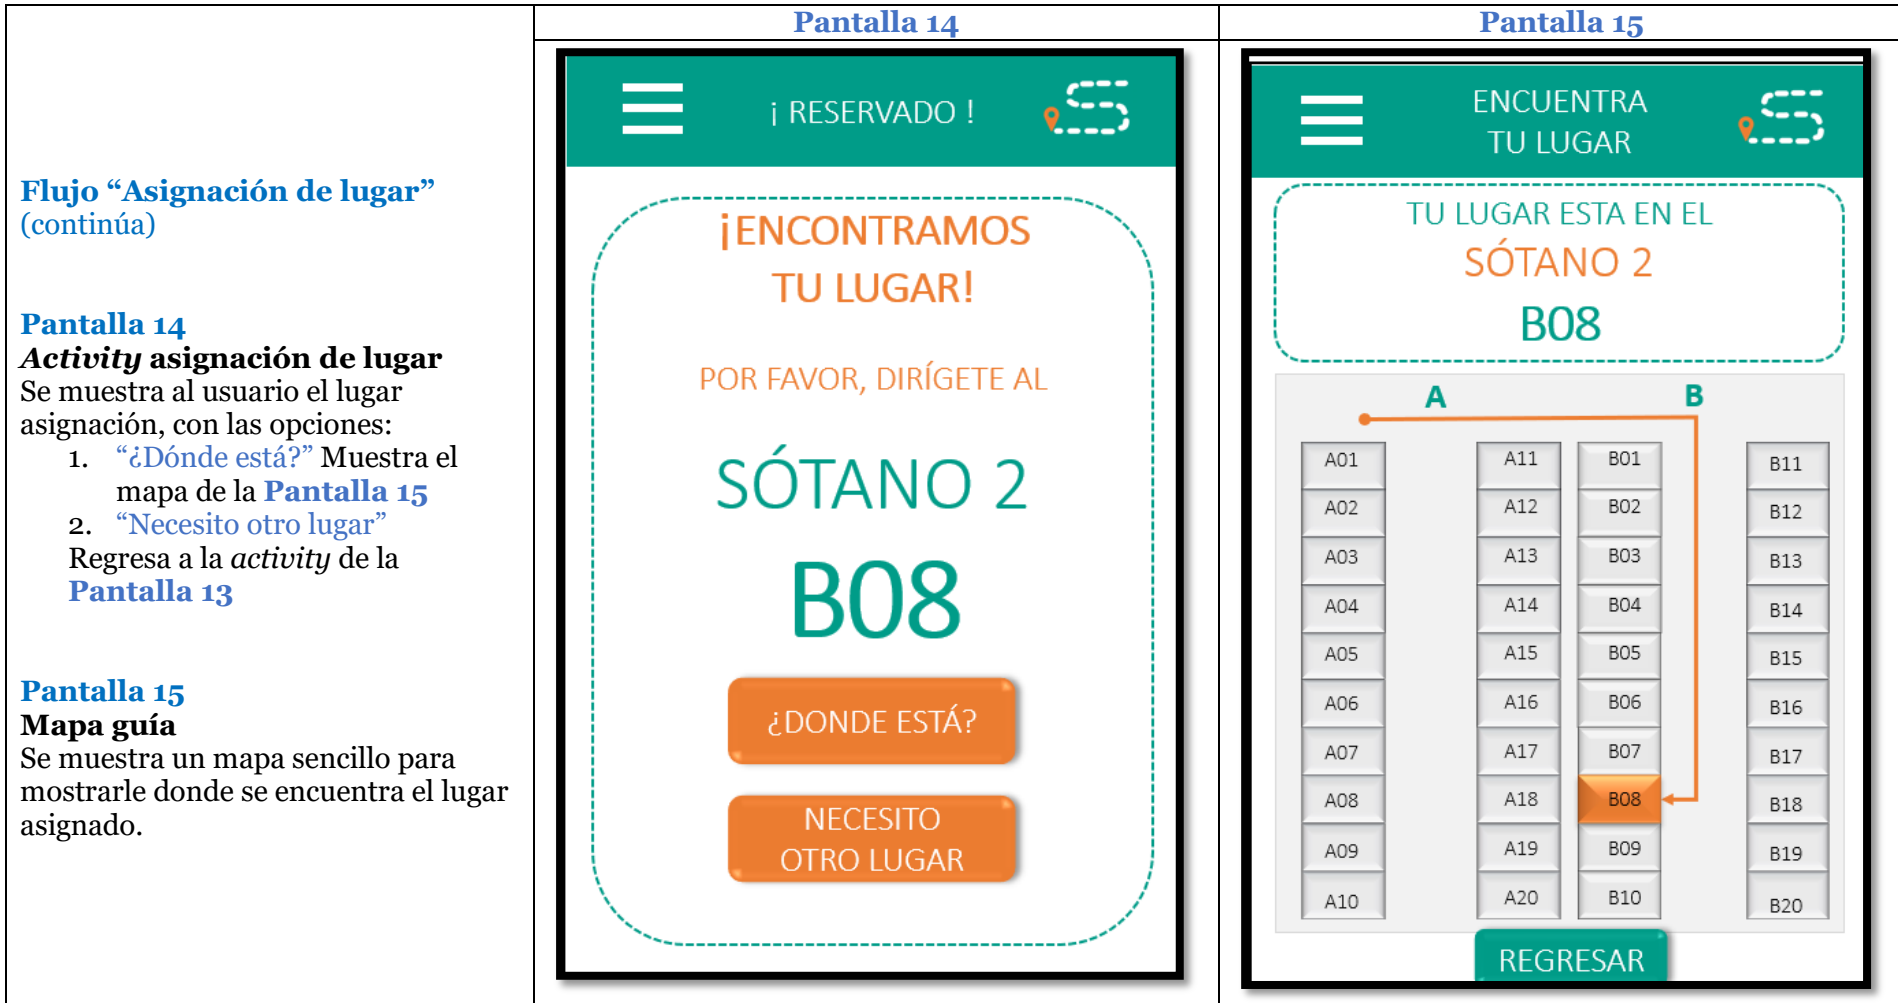 Flujo “Asignación de lugar”
(continúa)
Pantalla 14
Activity asignación de lugar
Se muestra al usuario el lugar
asignación, con las opciones:
1. “¿Dónde está?” Muestra el
mapa de la Pantalla 15
2. “Necesito otro lugar”
Regresa a la activity de la
Pantalla 13
Pantalla 15
Mapa guía
Se muestra un mapa sencillo para
mostrarle donde se encuentra el lugar
asignado.
Pantalla 14
¡ RESERVADO !
¡ENCONTRAMOS
TU LUGAR!
POR FAVOR, DIRÍGETE AL
SÓTANO 2
B08
¿DONDE ESTÁ?
NECESITO
OTRO LUGAR
Pantalla 15
ENCUENTRA
TU LUGAR
TU LUGAR ESTA EN EL
SÓTANO 2
B08
A B
A01 A11 B01 B11
A02 A12 B02 B12
A03 A13 B03 B13
A04 A14 B04 B14
A05 A15 B05 B15
A06 A16 B06 B16
A07 A17 B07 B17
A08 A18 B08 B18
A09 A19 B09 B19
A10 A20 B10 B20
REGRESAR